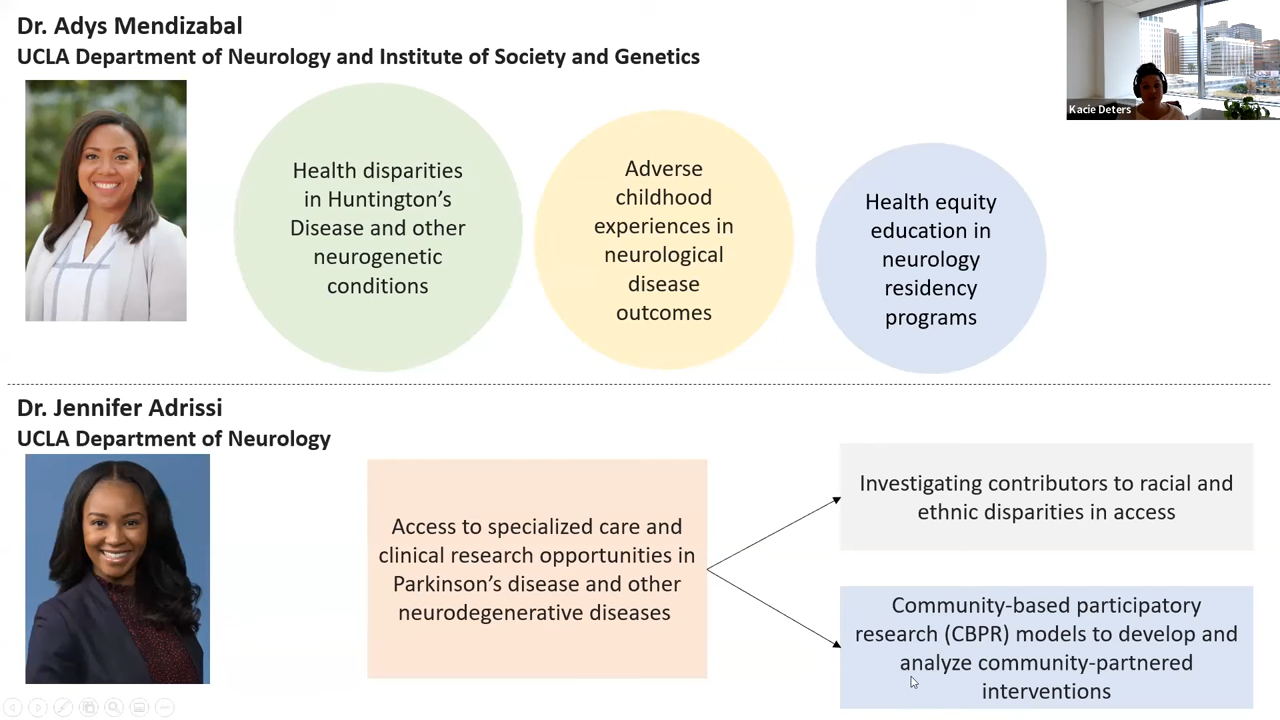 Dr. Adys Mendizabal
UCLA Department of Neurology and Institute of Society and Genetics
Kacie Deters
Health disparities
in Huntington's
Disease and other
neurogenetic
conditions
Adverse
childhood
experiences in
neurological
disease
outcomes
Health equity
education in
neurology
residency
programs
Dr. Jennifer Adrissi
UCLA Department of Neurology
Access to specialized care and
clinical research opportunities in
Parkinson's disease and other
neurodegenerative diseases
Investigating contributors to racial and
ethnic disparities in access
Community-based participatory
research (CBPR) models to develop and
analyze community-partnered
interventions